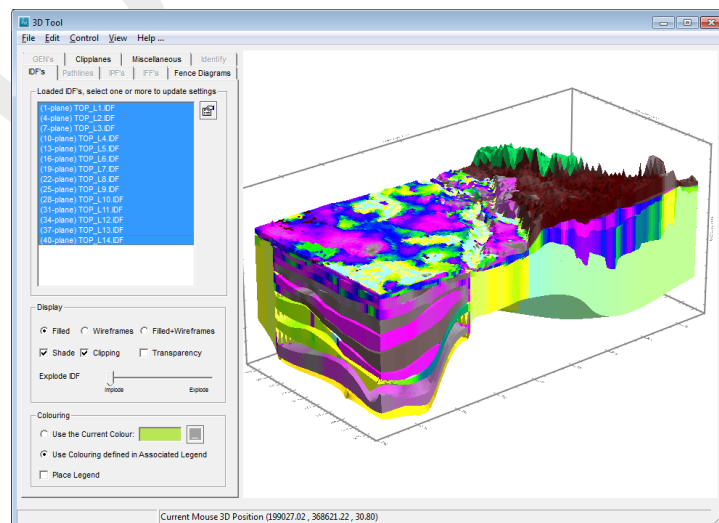 3D Tool
File Edit Control View Help ...
GEN's Clipplanes Miscellaneous Identify
IDF's Pathlines IPF's IFF's Fence Diagrams
Loaded IDF's, select one or more to update settings
(1-plane) TOP_L1.IDF
(4-plane) TOP_L2.IDF
(7-plane) TOP_L3.IDF
(10-plane) TOP_L4.IDF
(13-plane) TOP_L5.IDF
(16-plane) TOP_L6.IDF
(19-plane) TOP_L7.IDF
(22-plane) TOP_L8.IDF
(25-plane) TOP_L9.IDF
(28-plane) TOP_L10.IDF
(31-plane) TOP_L11.IDF
(34-plane) TOP_L12.IDF
(37-plane) TOP_L13.IDF
(40-plane) TOP_L14.IDF
Display
Filled Wireframes Filled+Wireframes
Shade Clipping Transparency
Explode IDF
Implode Explode
Colouring
Use the Current Colour:
Use Colouring defined in Associated Legend
Place Legend
Current Mouse 3D Position (199027.02 , 368621.22 , 30.80)